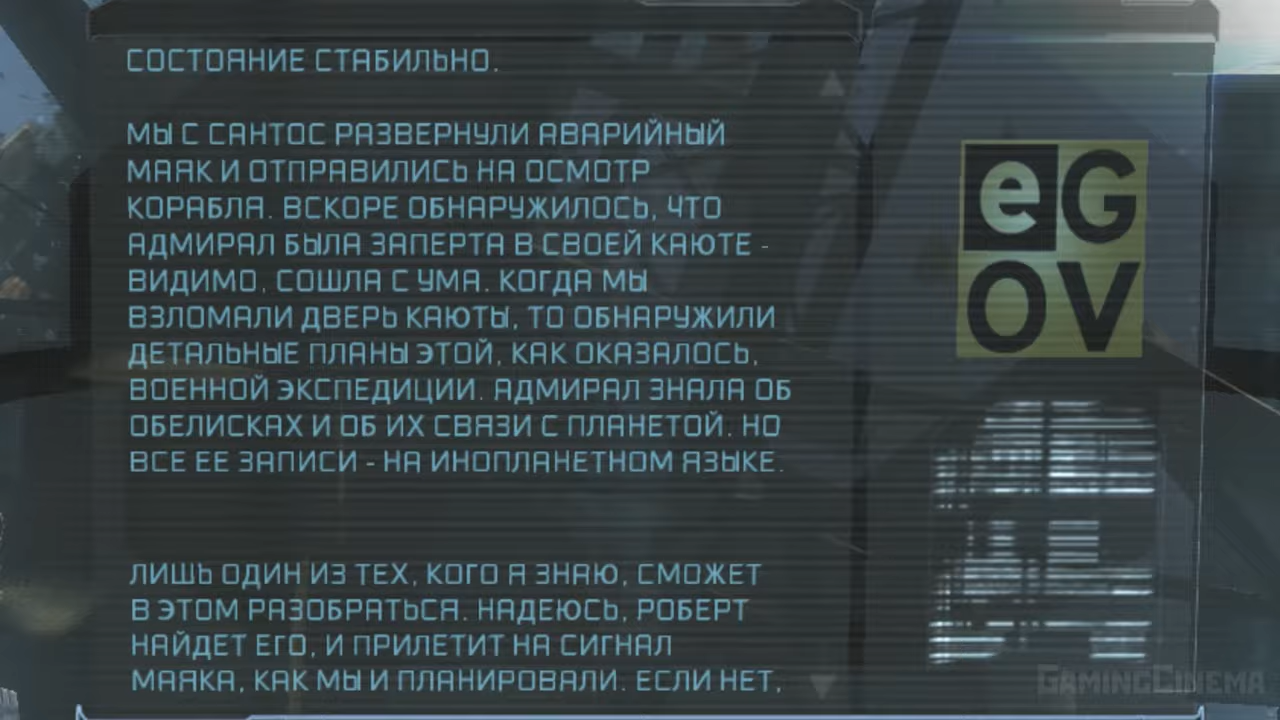 СОСТОЯНИЕ СТАБИЛЬНО.
МЫ С САНТОС РАЗВЕРНУЛИ АВАРИЙНЫЙ
МАЯК И ОТПРАВИЛИСЬ НА ОСМОТР
КОРАБЛЯ. ВСКОРЕ ОБНАРУЖИЛОСЬ, ЧТО
АДМИРАЛ БЫЛА ЗАПЕРТА В СВОЕЙ КАЮТЕ -
ВИДИМО, СОШЛА С УМА. КОГДА МЫ
ВЗЛОМАЛИ ДВЕРЬ КАЮТЫ, ТО ОБНАРУЖИЛИ
ДЕТАЛЬНЫЕ ПЛАНЫ ЭТОЙ, КАК ОКАЗАЛОСЬ,
ВОЕННОЙ ЭКСПЕДИЦИИ. АДМИРАЛ ЗНАЛА ОБ
ОБЕЛИСКАХ И ОБ ИХ СВЯЗИ С ПЛАНЕТОЙ. НО
ВСЕ ЕЕ ЗАПИСИ - НА ИНОПЛАНЕТНОМ ЯЗЫКЕ.
ЛИШЬ ОДИН ИЗ ТЕХ, КОГО Я ЗНАЮ, СМОЖЕТ
В ЭТОМ РАЗОБРАТЬСЯ. НАДЕЮСЬ, РОБЕРТ
НАЙДЕТ ЕГО, И ПРИЛЕТИТ НА СИГНАЛ
МАЯКА, КАК МЫ И ПЛАНИРОВАЛИ. ЕСЛИ НЕТ,
eG
OV
GAMINGCINEMA